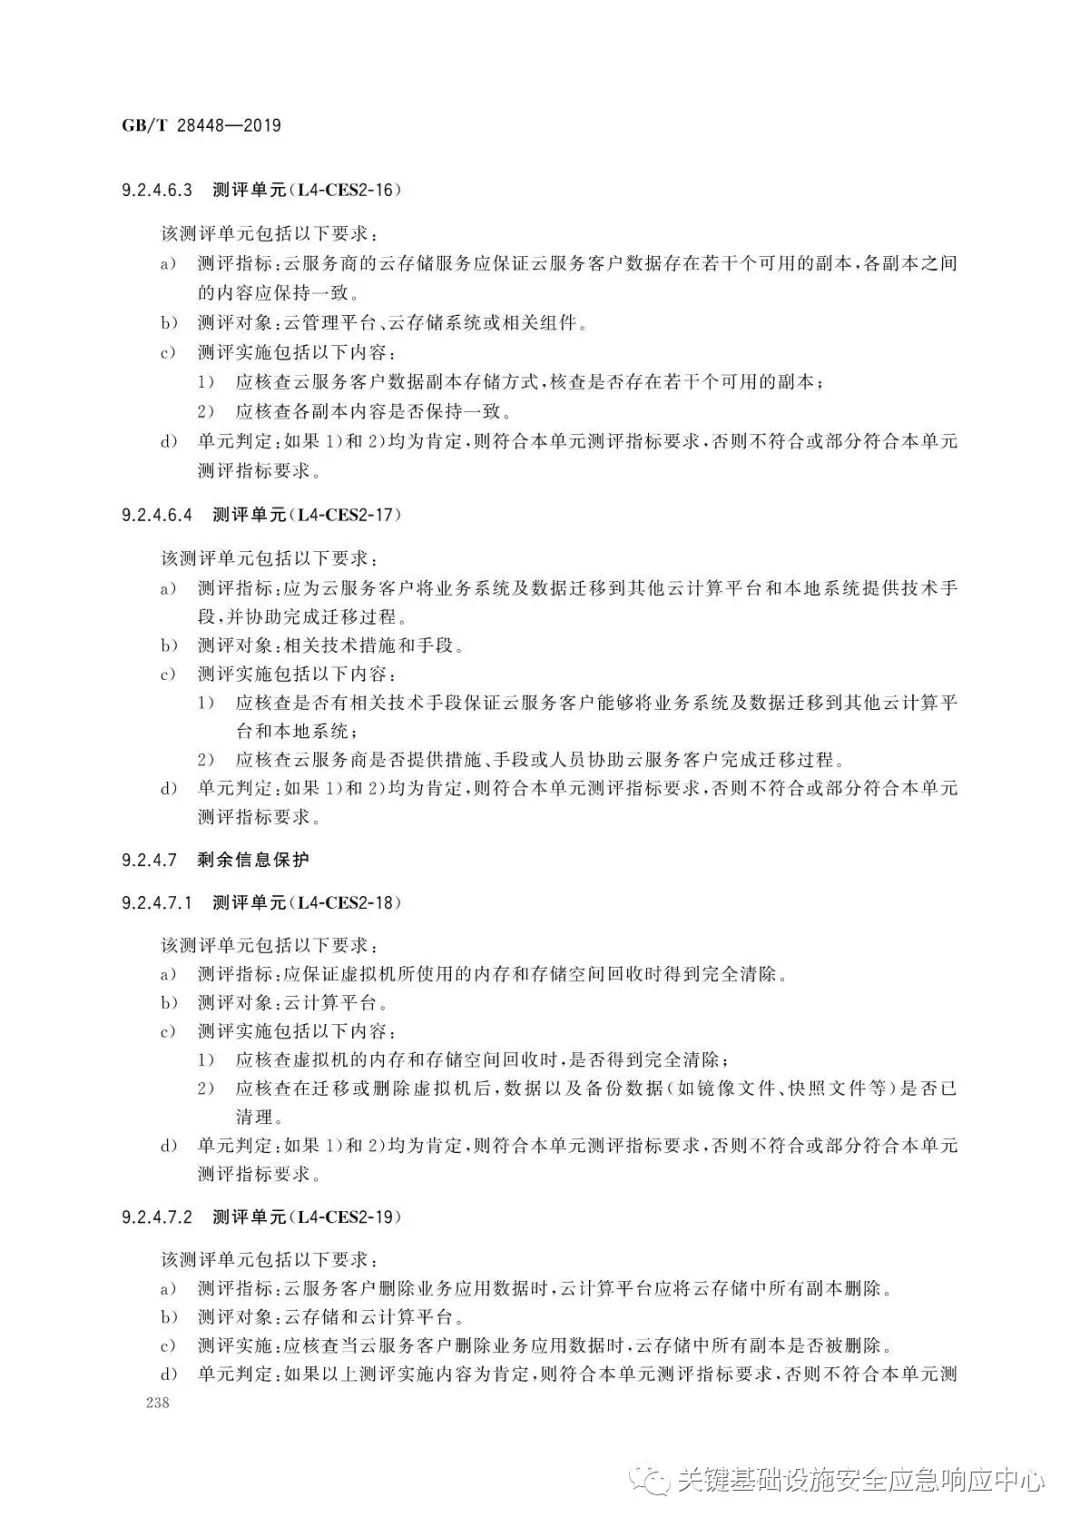 GB/T 28448—2019
9.2.4.6.3 测评单元(L4-CES2-16)
该测评单元包括以下要求:
a) 测评指标:云服务商的云存储服务应保证云服务客户数据存在若干个可用的副本,各副本之间
的内容应保持一致。
b) 测评对象:云管理平台、云存储系统或相关组件。
c) 测评实施包括以下内容:
1) 应核查云服务客户数据副本存储方式,核查是否存在若干个可用的副本;
2) 应核查各副本内容是否保持一致。
d) 单元判定:如果 1)和 2)均为肯定,则符合本单元测评指标要求,否则不符合或部分符合本单元
测评指标要求。
9.2.4.6.4 测评单元(L4-CES2-17)
该测评单元包括以下要求:
a) 测评指标:应为云服务客户将业务系统及数据迁移到其他云计算平台和本地系统提供技术手
段,并协助完成迁移过程。
b) 测评对象:相关技术措施和手段。
c) 测评实施包括以下内容:
1) 应核查是否有相关技术手段保证云服务客户能够将业务系统及数据迁移到其他云计算平
台和本地系统;
2) 应核查云服务商是否提供措施、手段或人员协助云服务客户完成迁移过程。
d) 单元判定:如果 1)和 2)均为肯定,则符合本单元测评指标要求,否则不符合或部分符合本单元
测评指标要求。
9.2.4.7 剩余信息保护
9.2.4.7.1 测评单元(L4-CES2-18)
该测评单元包括以下要求:
a) 测评指标:应保证虚拟机所使用的内存和存储空间回收时得到完全清除。
b) 测评对象:云计算平台。
c) 测评实施包括以下内容:
1) 应核查虚拟机的内存和存储空间回收时,是否得到完全清除;
2) 应核查在迁移或删除虚拟机后,数据以及备份数据(如镜像文件、快照文件等)是否已
清理。
d) 单元判定:如果 1)和 2)均为肯定,则符合本单元测评指标要求,否则不符合或部分符合本单元
测评指标要求。
9.2.4.7.2 测评单元(L4-CES2-19)
该测评单元包括以下要求:
a) 测评指标:云服务客户删除业务应用数据时,云计算平台应将云存储中所有副本删除。
b) 测评对象:云存储和云计算平台。
c) 测评实施:应核查当云服务客户删除业务应用数据时,云存储中所有副本是否被删除。
d) 单元判定:如果以上测评实施内容为肯定,则符合本单元测评指标要求,否则不符合本单元测
238
关键基础设施安全应急响应中心